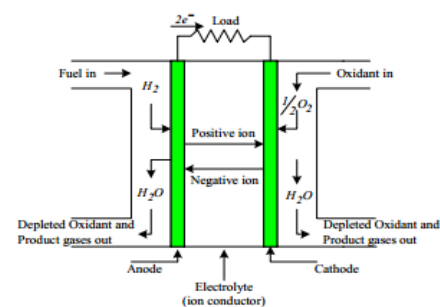 2e⁻
Load
Fuel in
Oxidant in
H₂
½O₂
Positive ion
Negative ion
H₂O
H₂O
Depleted Oxidant and
Product gases out
Depleted Oxidant and
Product gases out
Anode
Cathode
Electrolyte
(ion conductor)